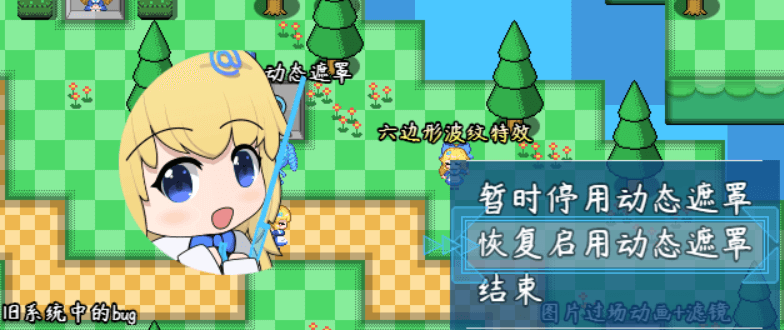 动态遮罩
六边形波纹特效
暂时停用动态遮罩
恢复启用动态遮罩
结束
旧系统中的bug
图片过场动画+滤镜